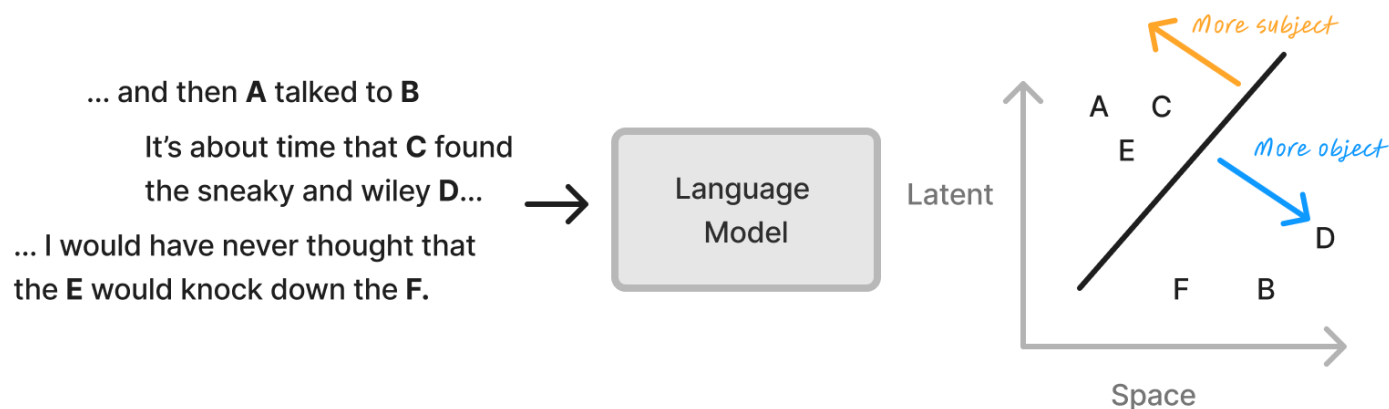 ... and then A talked to B
It's about time that C found
the sneaky and wiley D...
... I would have never thought that
the E would knock down the F.
Language
Model
Latent
Space
More subject
More object
A C
E
D
F B